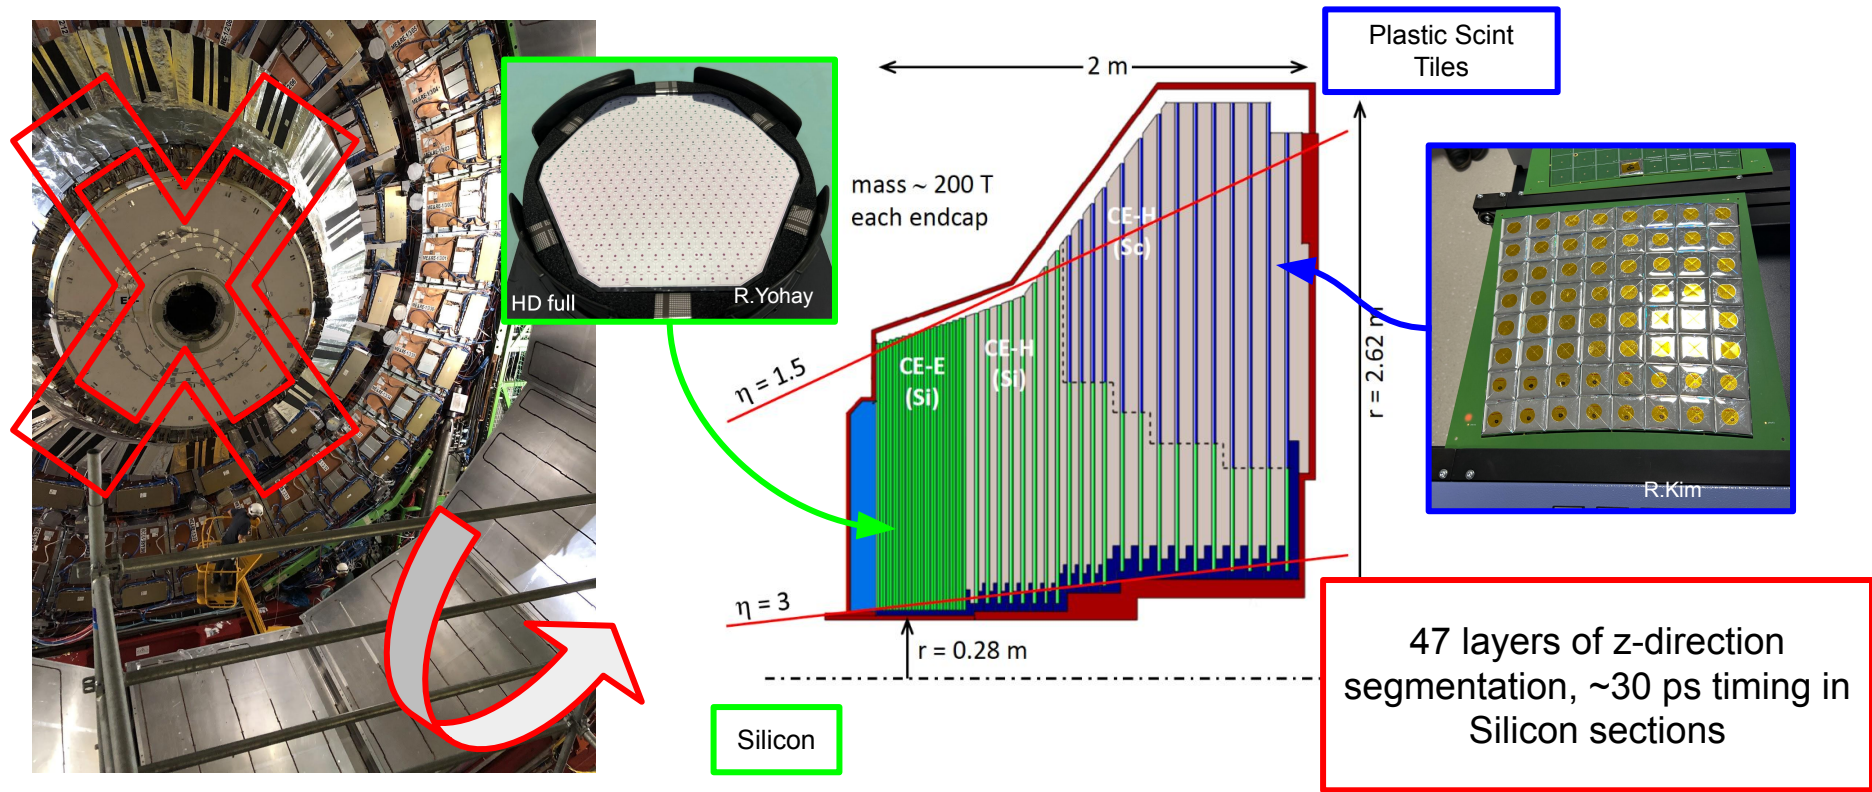 Plastic Scint
Tiles
2 m
mass ~ 200 T
each endcap
CE-H
(Sc)
HD full
R.Yohay
η = 1.5
CE-E
(Si)
CE-H
(Si)
r = 2.62 m
R.Kim
η = 3
r = 0.28 m
47 layers of z-direction
segmentation, ~30 ps timing in
Silicon sections
Silicon